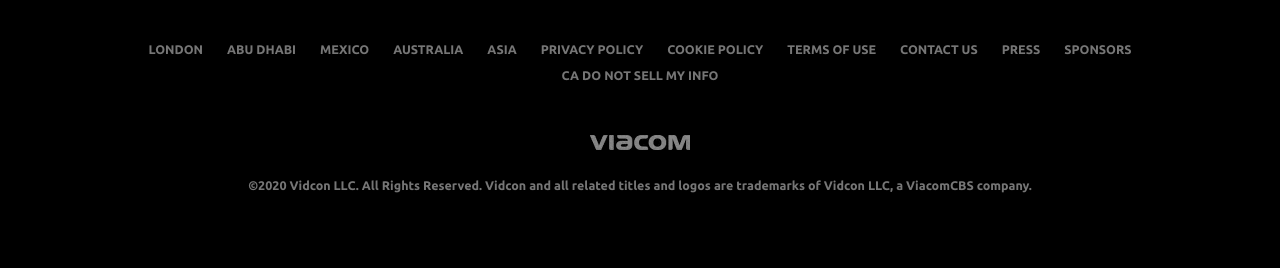 LONDON ABU DHABI MEXICO AUSTRALIA ASIA PRIVACY POLICY COOKIE POLICY TERMS OF USE CONTACT US PRESS SPONSORS
CA DO NOT SELL MY INFO
VIACOM
©2020 Vidcon LLC. All Rights Reserved. Vidcon and all related titles and logos are trademarks of Vidcon LLC, a ViacomCBS company.